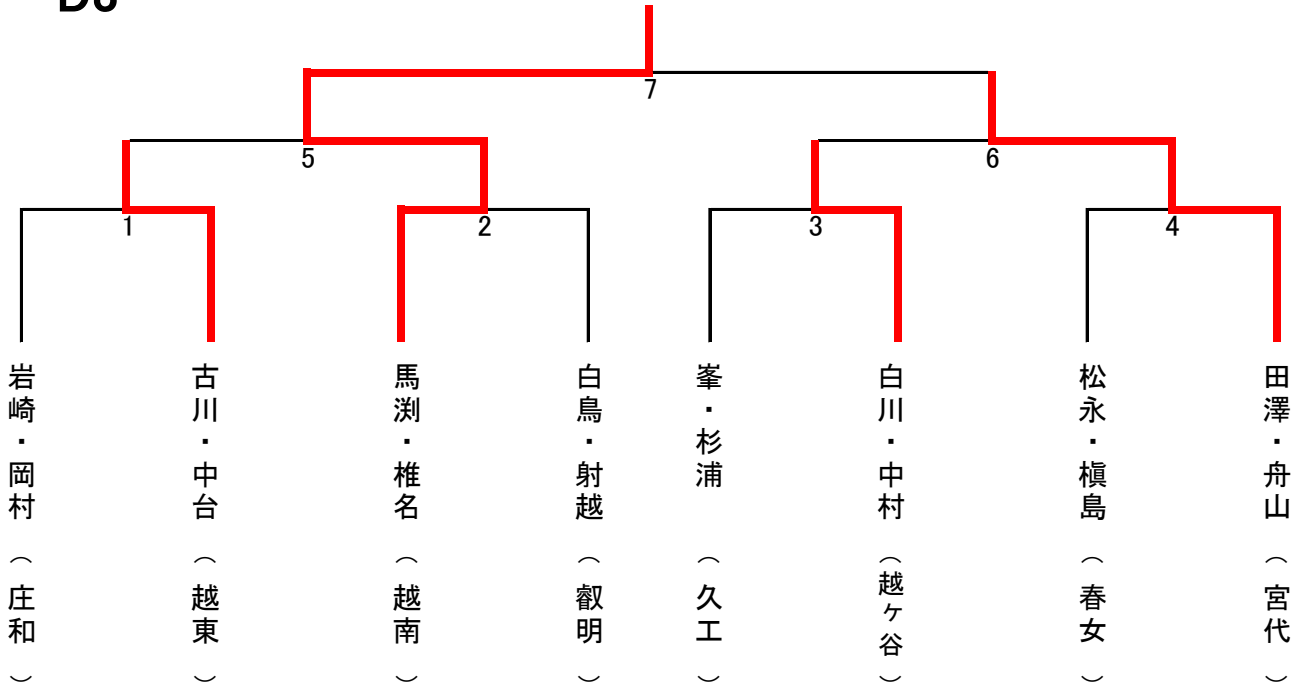 7
5
6
1
2
3
4
岩崎・岡村（庄和）
古川・中台（越東）
馬渕・椎名（越南）
白鳥・射越（叡明）
峯・杉浦（久工）
白川・中村（越ヶ谷）
松永・槇島（春女）
田澤・舟山（宮代）